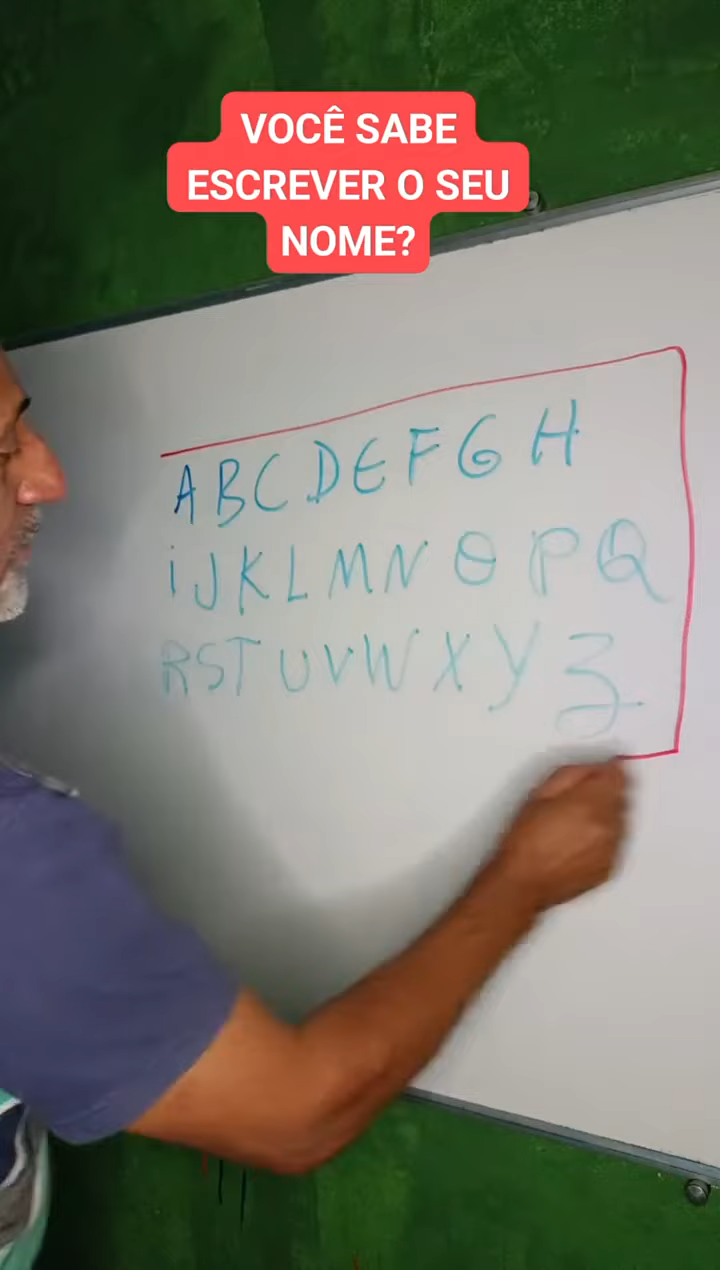 VOCÊ SABE
ESCREVER O SEU
NOME?
A B C D E F G H
i J K L M N O P Q
R S T U V W X Y Z